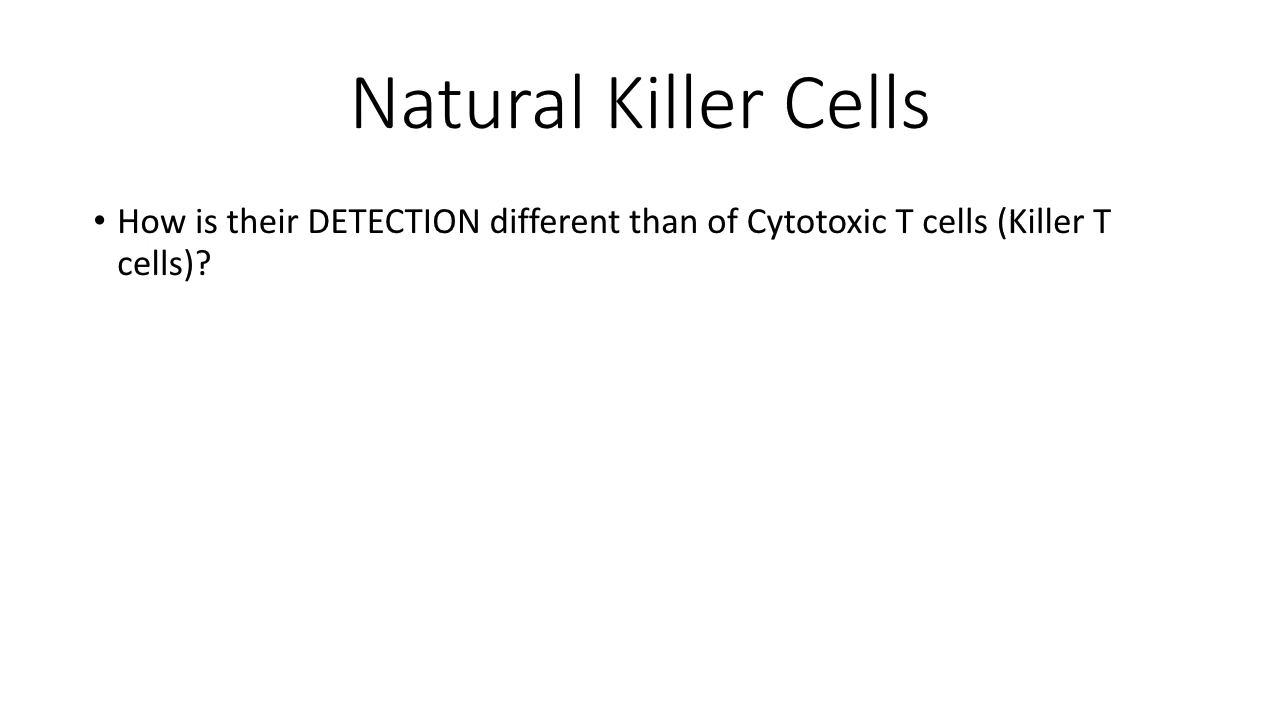 Natural Killer Cells
• How is their DETECTION different than of Cytotoxic T cells (Killer T
cells)?